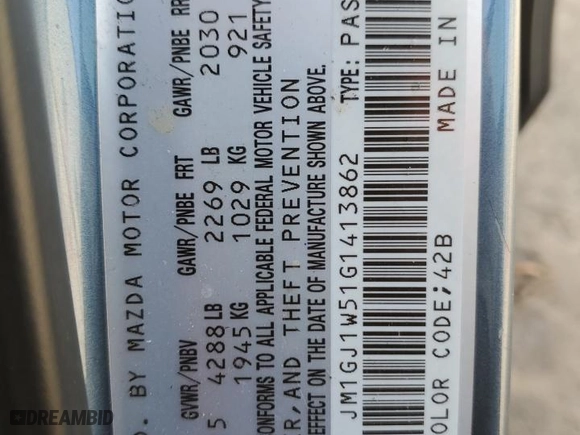 D. BY MAZDA MOTOR CORPORATIO
GVWR/PNBV GAWR/PNBE FRT GAWR/PNBE RR
5 4288 LB 2269 LB 2030
1945 KG 1029 KG 921
ONFORMS TO ALL APPLICABLE FEDERAL MOTOR VEHICLE SAFETY
R, AND THEFT PREVENTION
EFFECT ON THE DATE OF MANUFACTURE SHOWN ABOVE.
JM1GJ1W51G1413862 TYPE: PAS
OLOR CODE; 42B MADE IN
DREAMBID